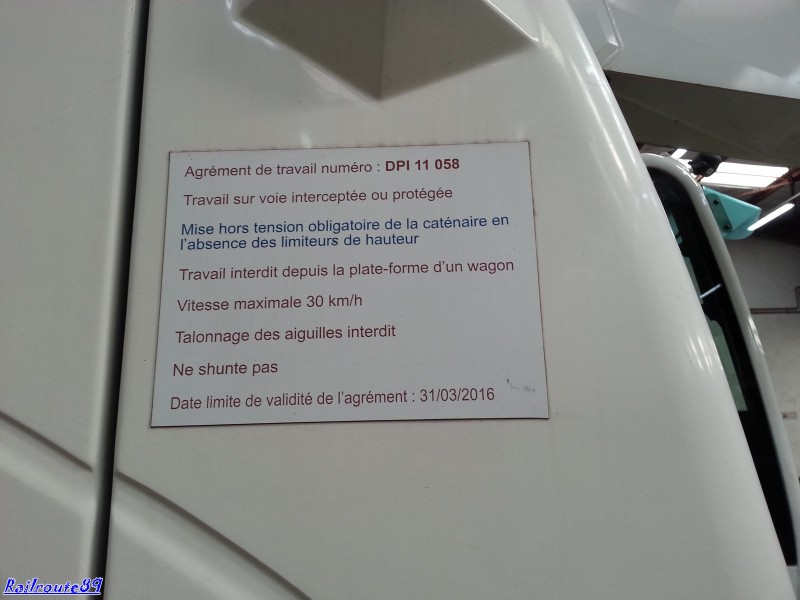 Agrément de travail numéro : DPI 11 058
Travail sur voie interceptée ou protégée
Mise hors tension obligatoire de la caténaire en
l'absence des limiteurs de hauteur
Travail interdit depuis la plate-forme d'un wagon
Vitesse maximale 30 km/h
Talonnage des aiguilles interdit
Ne shunte pas
Date limite de validité de l'agrément : 31/03/2016
Railroute89